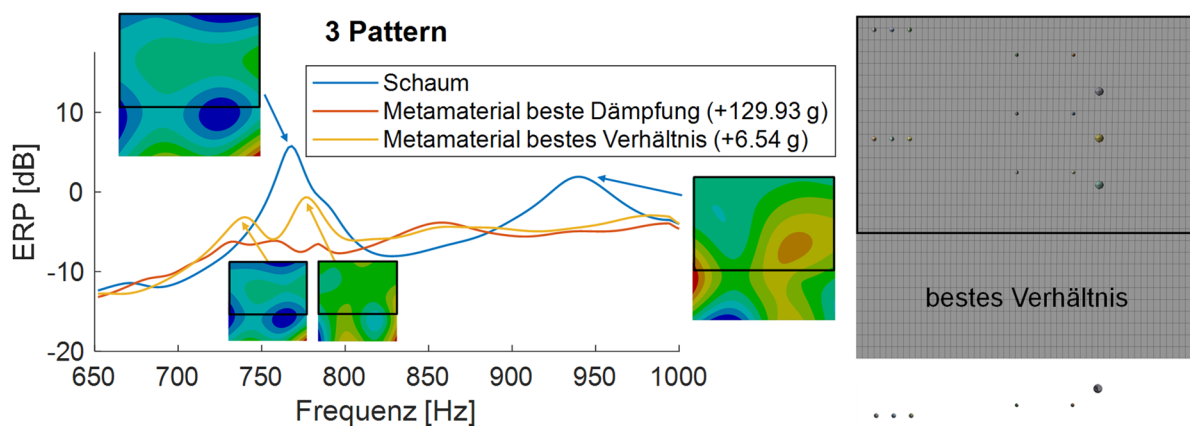 3 Pattern
Schaum
Metamaterial beste Dämpfung (+129.93 g)
Metamaterial bestes Verhältnis (+6.54 g)
ERP [dB]
10
0
-10
-20
650 700 750 800 850 900 950 1000
Frequenz [Hz]
bestes Verhältnis